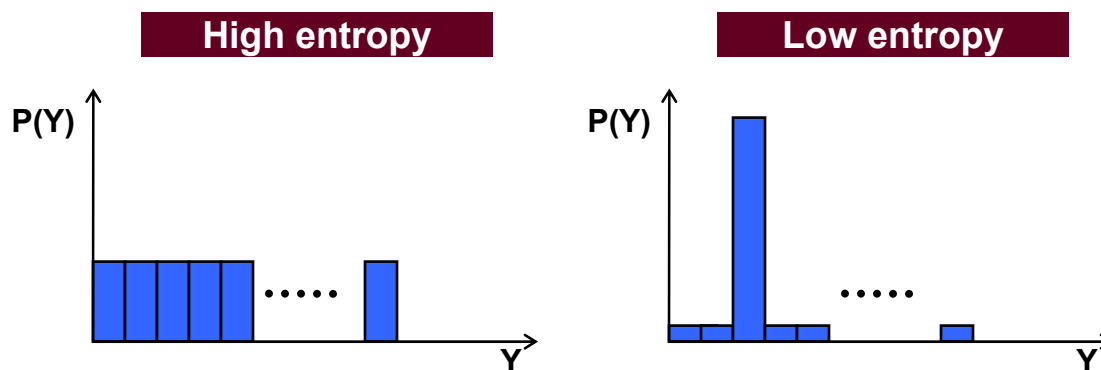 High entropy
Low entropy
P(Y)
P(Y)
.....
.....
Y
Y